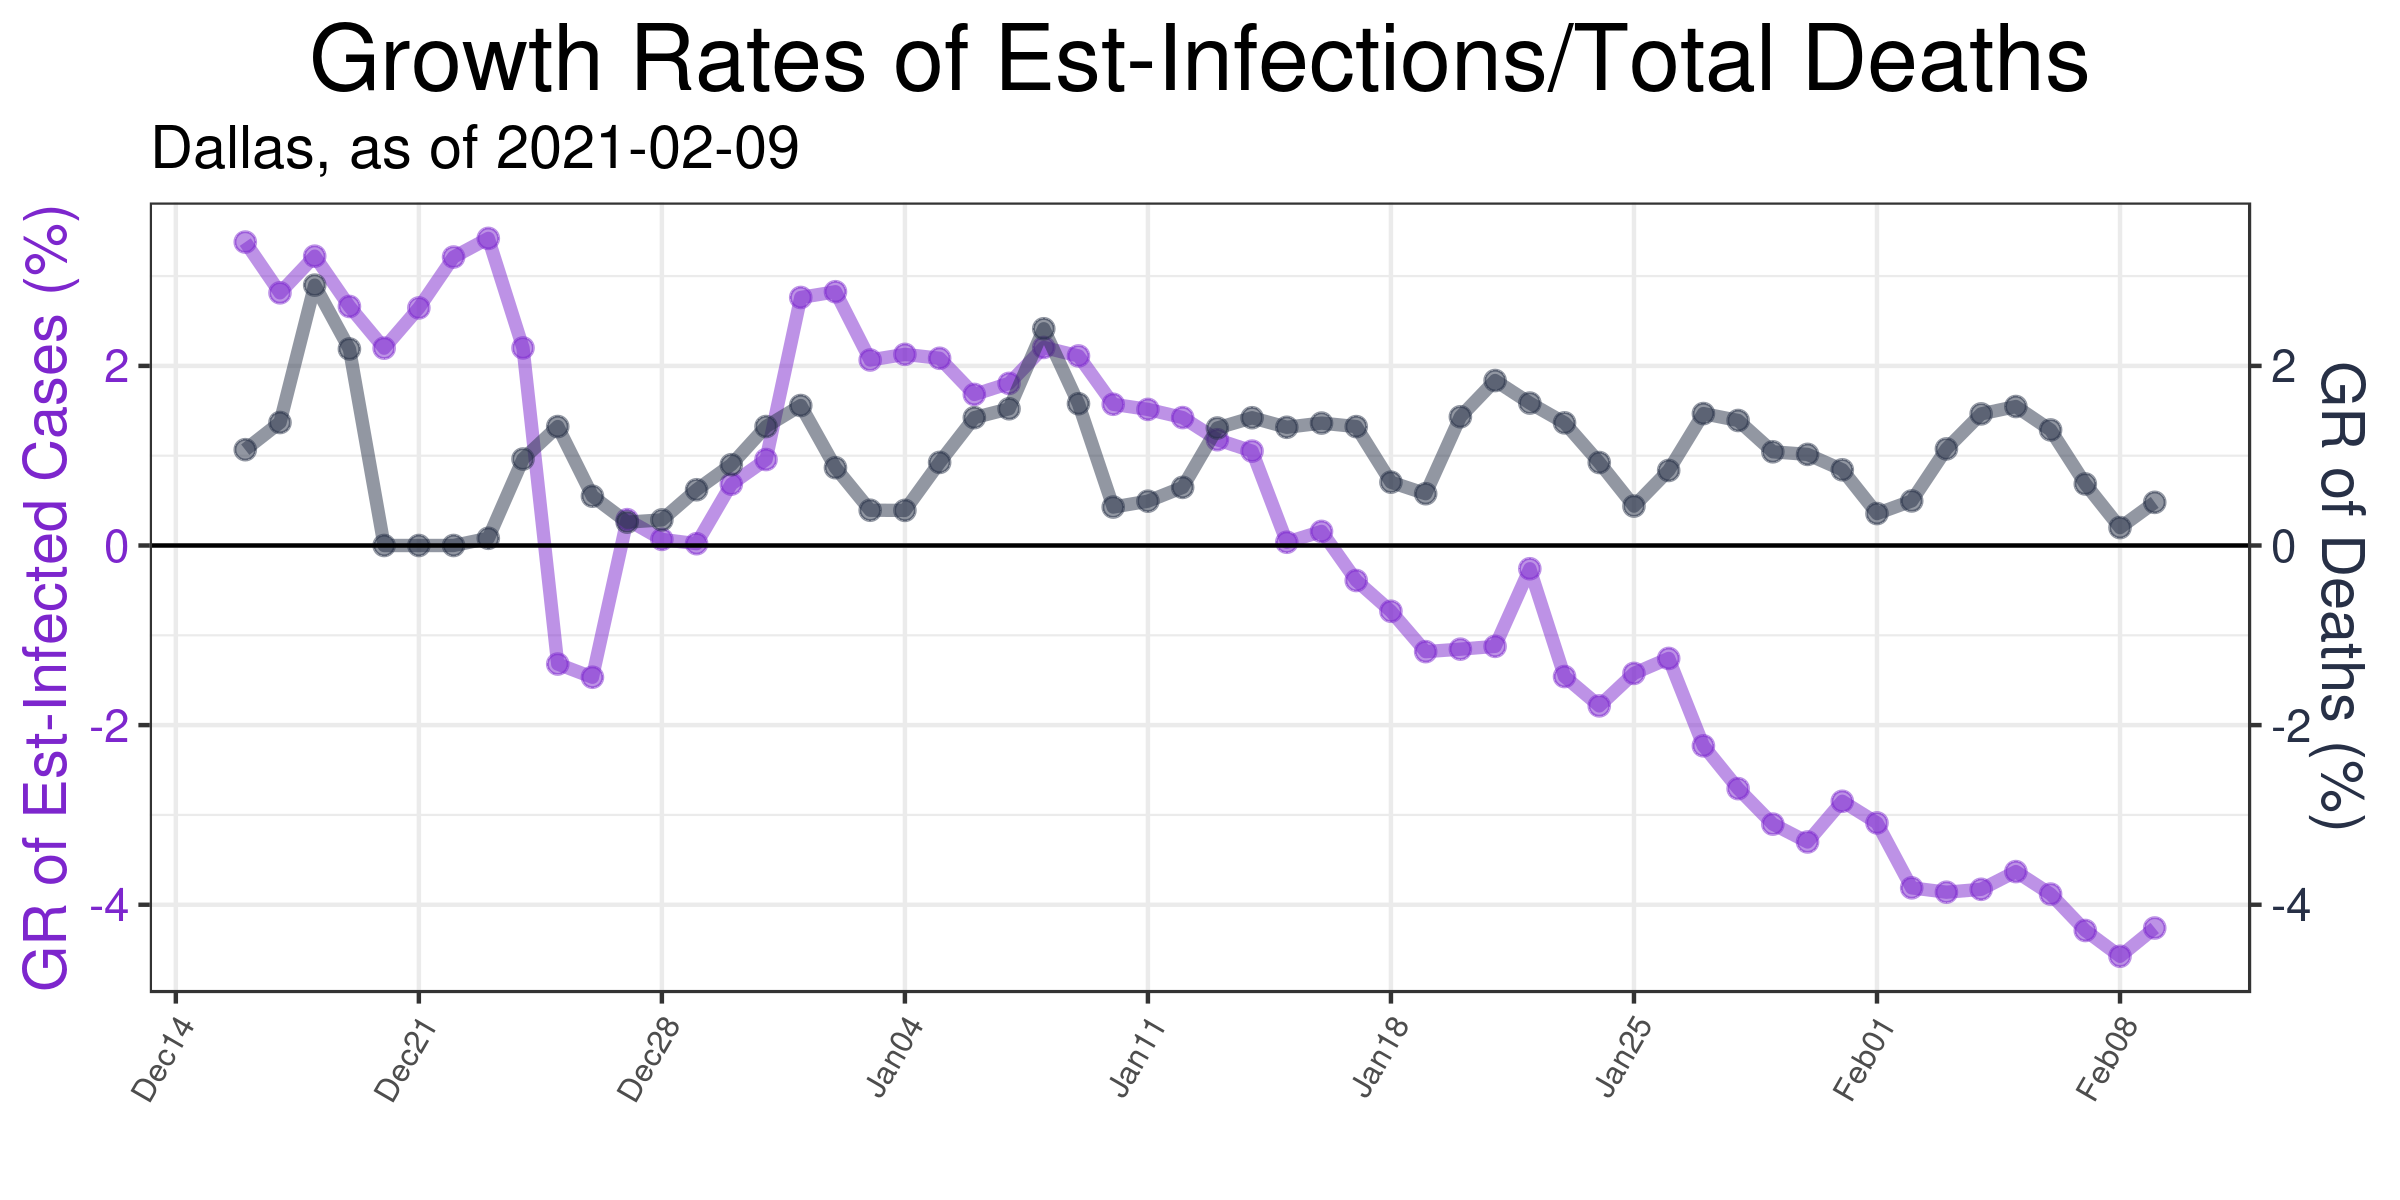 Growth Rates of Est-Infections/Total Deaths
Dallas, as of 2021-02-09
GR of Est-Infected Cases (%)
2
0
-2
-4
2
0
-2
-4
GR of Deaths (%)
Dec14
Dec21
Dec28
Jan04
Jan11
Jan18
Jan25
Feb01
Feb08